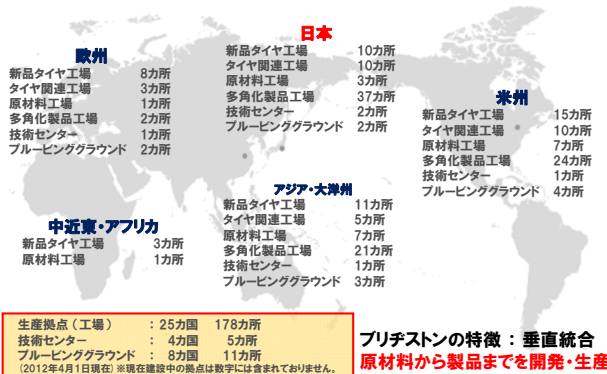 日本
新品タイヤ工場 10カ所
タイヤ関連工場 10カ所
原材料工場 3カ所
多角化製品工場 37カ所
技術センター 2カ所
プルービンググラウンド 2カ所
欧州
新品タイヤ工場 8カ所
タイヤ関連工場 3カ所
原材料工場 1カ所
多角化製品工場 2カ所
技術センター 1カ所
プルービンググラウンド 2カ所
米州
新品タイヤ工場 15カ所
タイヤ関連工場 10カ所
原材料工場 7カ所
多角化製品工場 24カ所
技術センター 1カ所
プルービンググラウンド 4カ所
アジア・大洋州
新品タイヤ工場 11カ所
タイヤ関連工場 5カ所
原材料工場 7カ所
多角化製品工場 21カ所
技術センター 1カ所
プルービンググラウンド 3カ所
中近東・アフリカ
新品タイヤ工場 3カ所
原材料工場 1カ所
生産拠点（工場） ：25カ国 178カ所
技術センター ： 4カ国 5カ所
プルービンググラウンド ： 8カ国 11カ所
(2012年4月1日現在) ※現在建設中の拠点は数字には含まれておりません。
ブリヂストンの特徴 ： 垂直統合
原材料から製品までを開発・生産